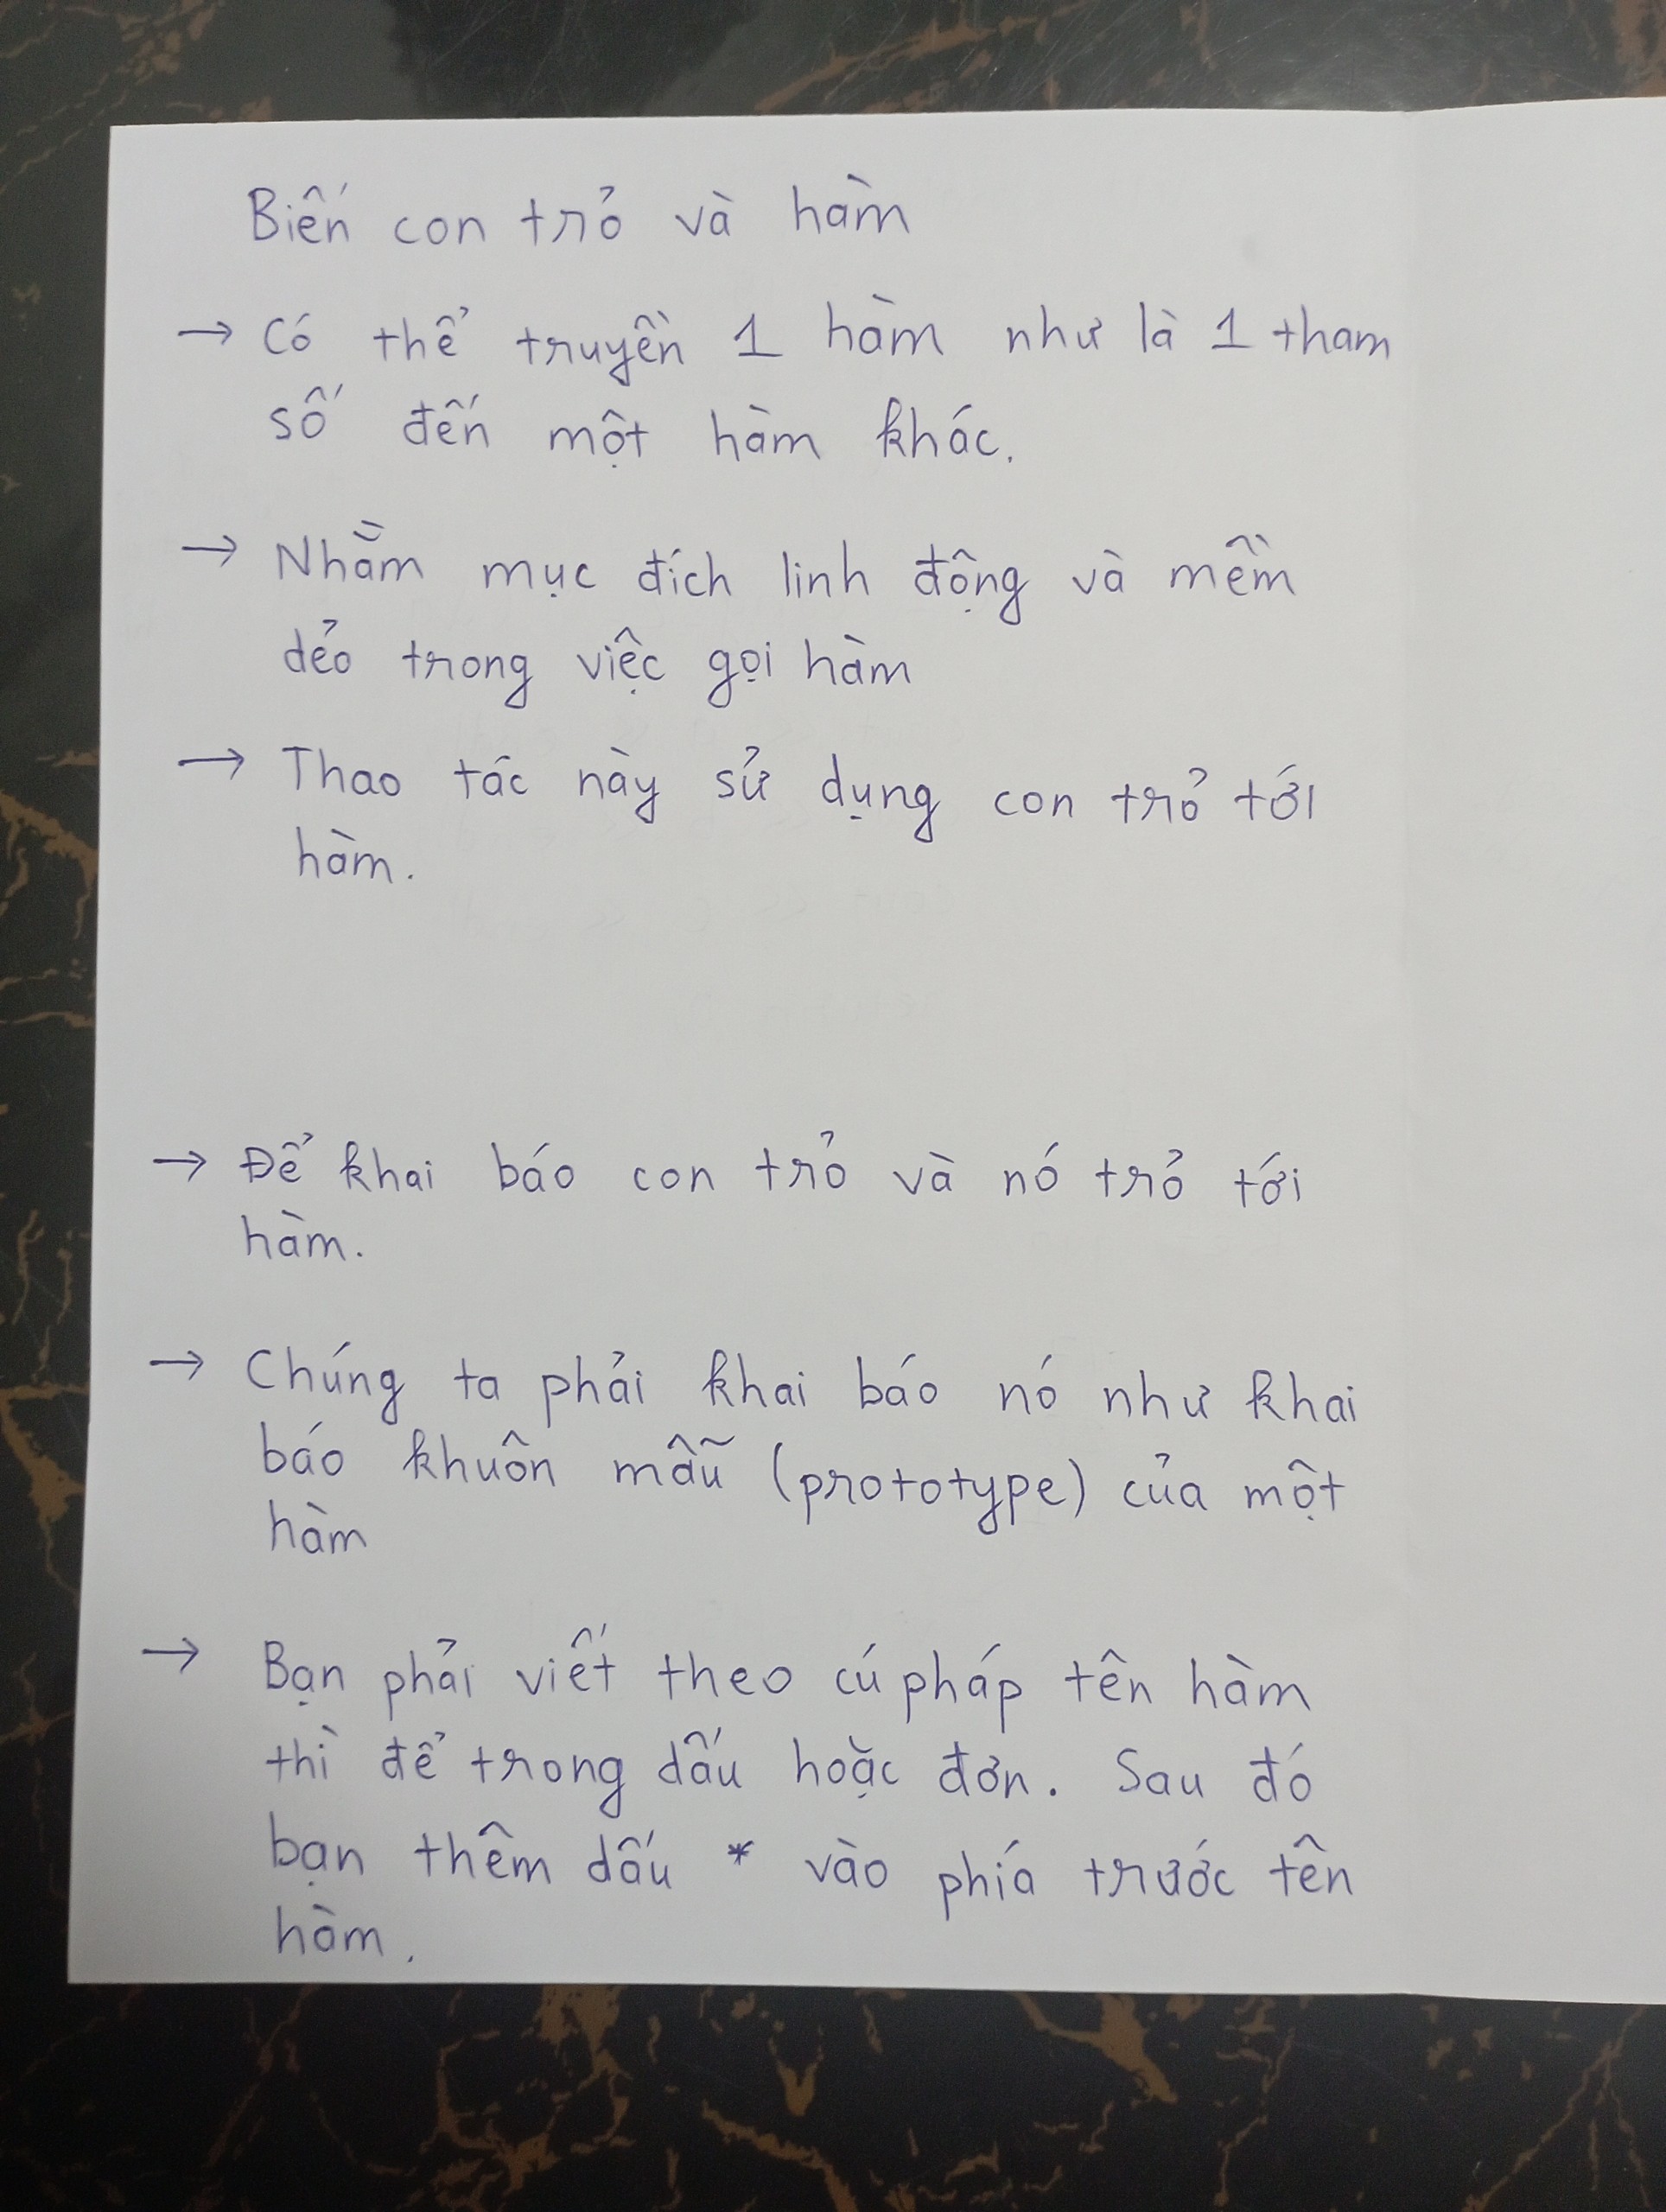 Biến con trỏ và hàm
→ Có thể truyền 1 hàm như là 1 tham
số đến một hàm khác.
→ Nhằm mục đích linh động và mềm
dẻo trong việc gọi hàm
→ Thao tác này sử dụng con trỏ tới
hàm.
→ Để khai báo con trỏ và nó trỏ tới
hàm.
→ Chúng ta phải khai báo nó như khai
báo khuôn mẫu (prototype) của một
hàm
→ Bạn phải viết theo cú pháp tên hàm
thì để trong dấu hoặc đơn. Sau đó
bạn thêm dấu * vào phía trước tên
hàm.